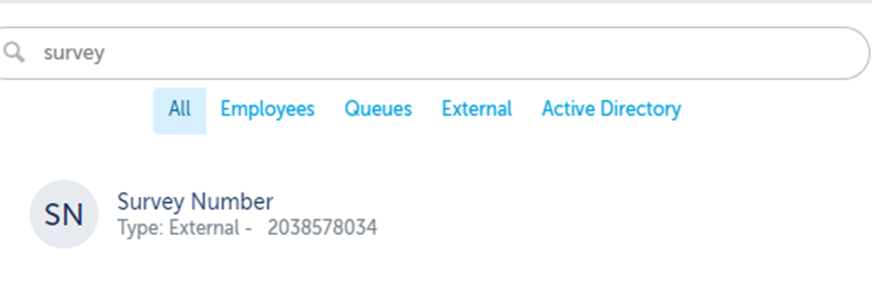 survey
All Employees Queues External Active Directory
SN
Survey Number
Type: External - 2038578034